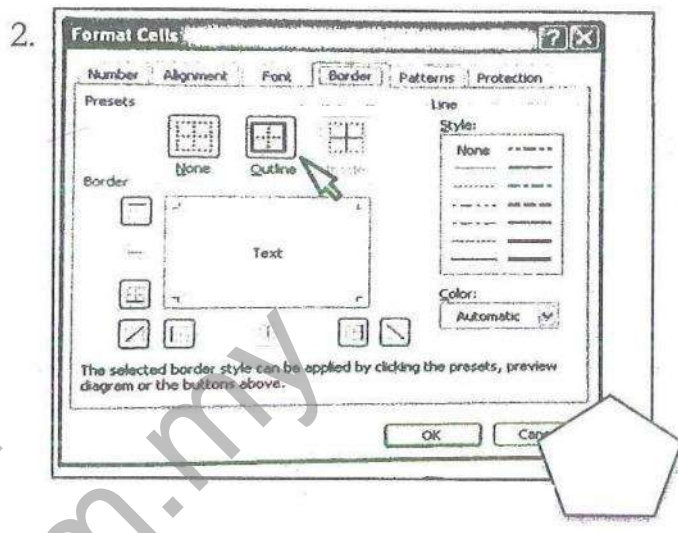 2.
Format Cells
Number Alignment Font Border Patterns Protection
Presets
Line
Style:
None
None Outline
Border
Text
Color:
Automatic
The selected border style can be applied by clicking the presets, preview
diagram or the buttons above.
OK
m.my